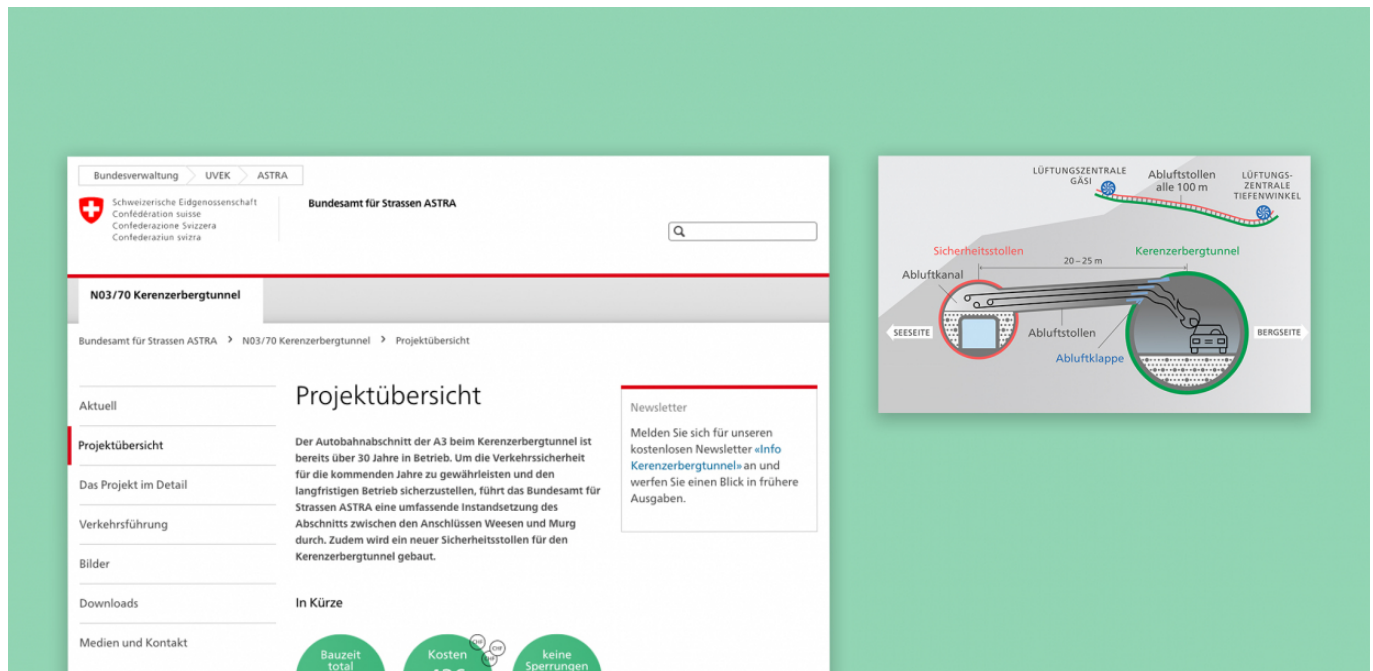 Bundesverwaltung
UVEK
ASTRA
Schweizerische Eidgenossenschaft
Confédération suisse
Confederazione Svizzera
Confederaziun svizra
Bundesamt für Strassen ASTRA
N03/70 Kerenzerbergtunnel
Bundesamt für Strassen ASTRA > N03/70 Kerenzerbergtunnel > Projektübersicht
Aktuell
Projektübersicht
Das Projekt im Detail
Verkehrsführung
Bilder
Downloads
Medien und Kontakt
Projektübersicht
Der Autobahnabschnitt der A3 beim Kerenzerbergtunnel ist
bereits über 30 Jahre in Betrieb. Um die Verkehrssicherheit
für die kommenden Jahre zu gewährleisten und den
langfristigen Betrieb sicherzustellen, führt das Bundesamt für
Strassen ASTRA eine umfassende Instandsetzung des
Abschnitts zwischen den Anschlüssen Weesen und Murg
durch. Zudem wird ein neuer Sicherheitsstollen für den
Kerenzerbergtunnel gebaut.
In Kürze
Bauzeit
total
Kosten
CHF
CHF
CHF
keine
Sperrungen
Newsletter
Melden Sie sich für unseren
kostenlosen Newsletter «Info
Kerenzerbergtunnel» an und
werfen Sie einen Blick in frühere
Ausgaben.
LÜFTUNGSZENTRALE
GÄSI
Abluftstollen
alle 100 m
LÜFTUNGS-
ZENTRALE
TIEFENWINKEL
Sicherheitsstollen
20 – 25 m
Kerenzerbergtunnel
Abluftkanal
SEESEITE
Abluftstollen
Abluftklappe
BERGSEITE